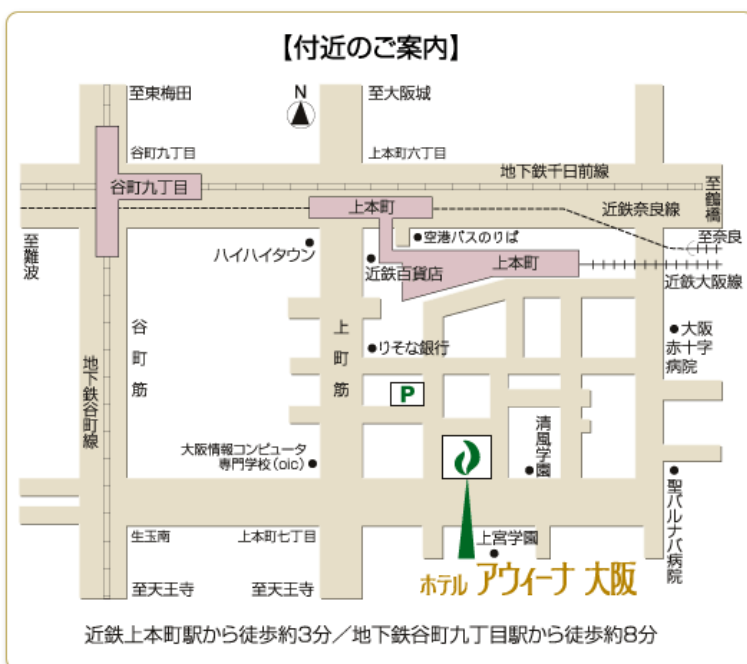 【付近のご案内】
至東梅田
N
至大阪城
谷町九丁目
上本町六丁目
地下鉄千日前線
谷町九丁目
至鶴橋
上本町
近鉄奈良線
至難波
ハイハイタウン
空港バスのりば
至奈良
近鉄百貨店
上本町
近鉄大阪線
谷町筋
上町筋
りそな銀行
大阪
赤十字
病院
地下鉄谷町線
P
清風学園
大阪情報コンピュータ
専門学校(oic)
聖バルナバ病院
生玉南
上本町七丁目
上宮学園
至天王寺
至天王寺
ホテル アウィーナ 大阪
近鉄上本町駅から徒歩約3分/地下鉄谷町九丁目駅から徒歩約8分